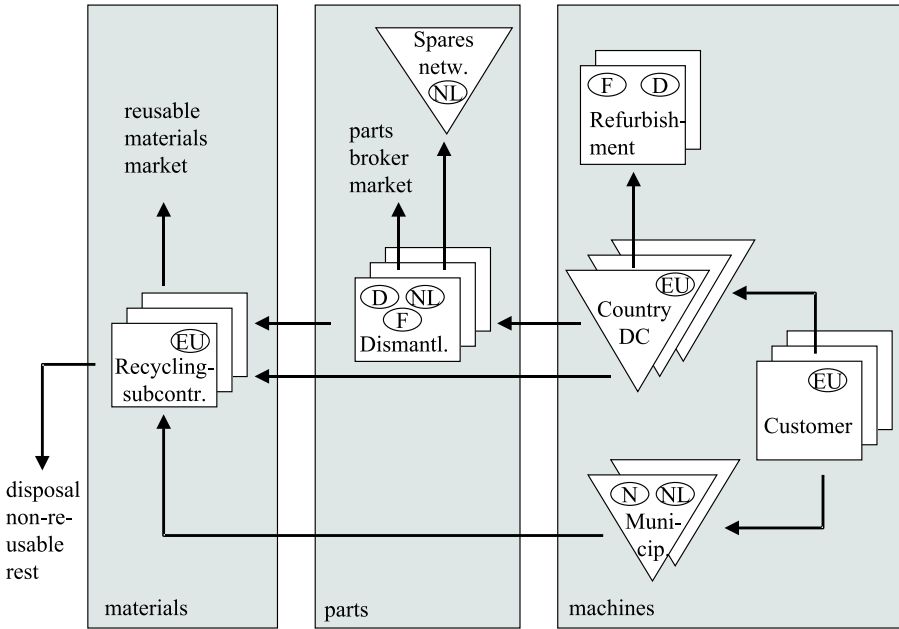 Spares
netw.
NL
F D
Refurbish-
ment
reusable
materials
market
parts
broker
market
D NL
F
Dismantl.
EU
Country
DC
EU
Recycling-
subcontr.
EU
Customer
disposal
non-re-
usable
rest
N NL
Muni-
cip.
materials
parts
machines